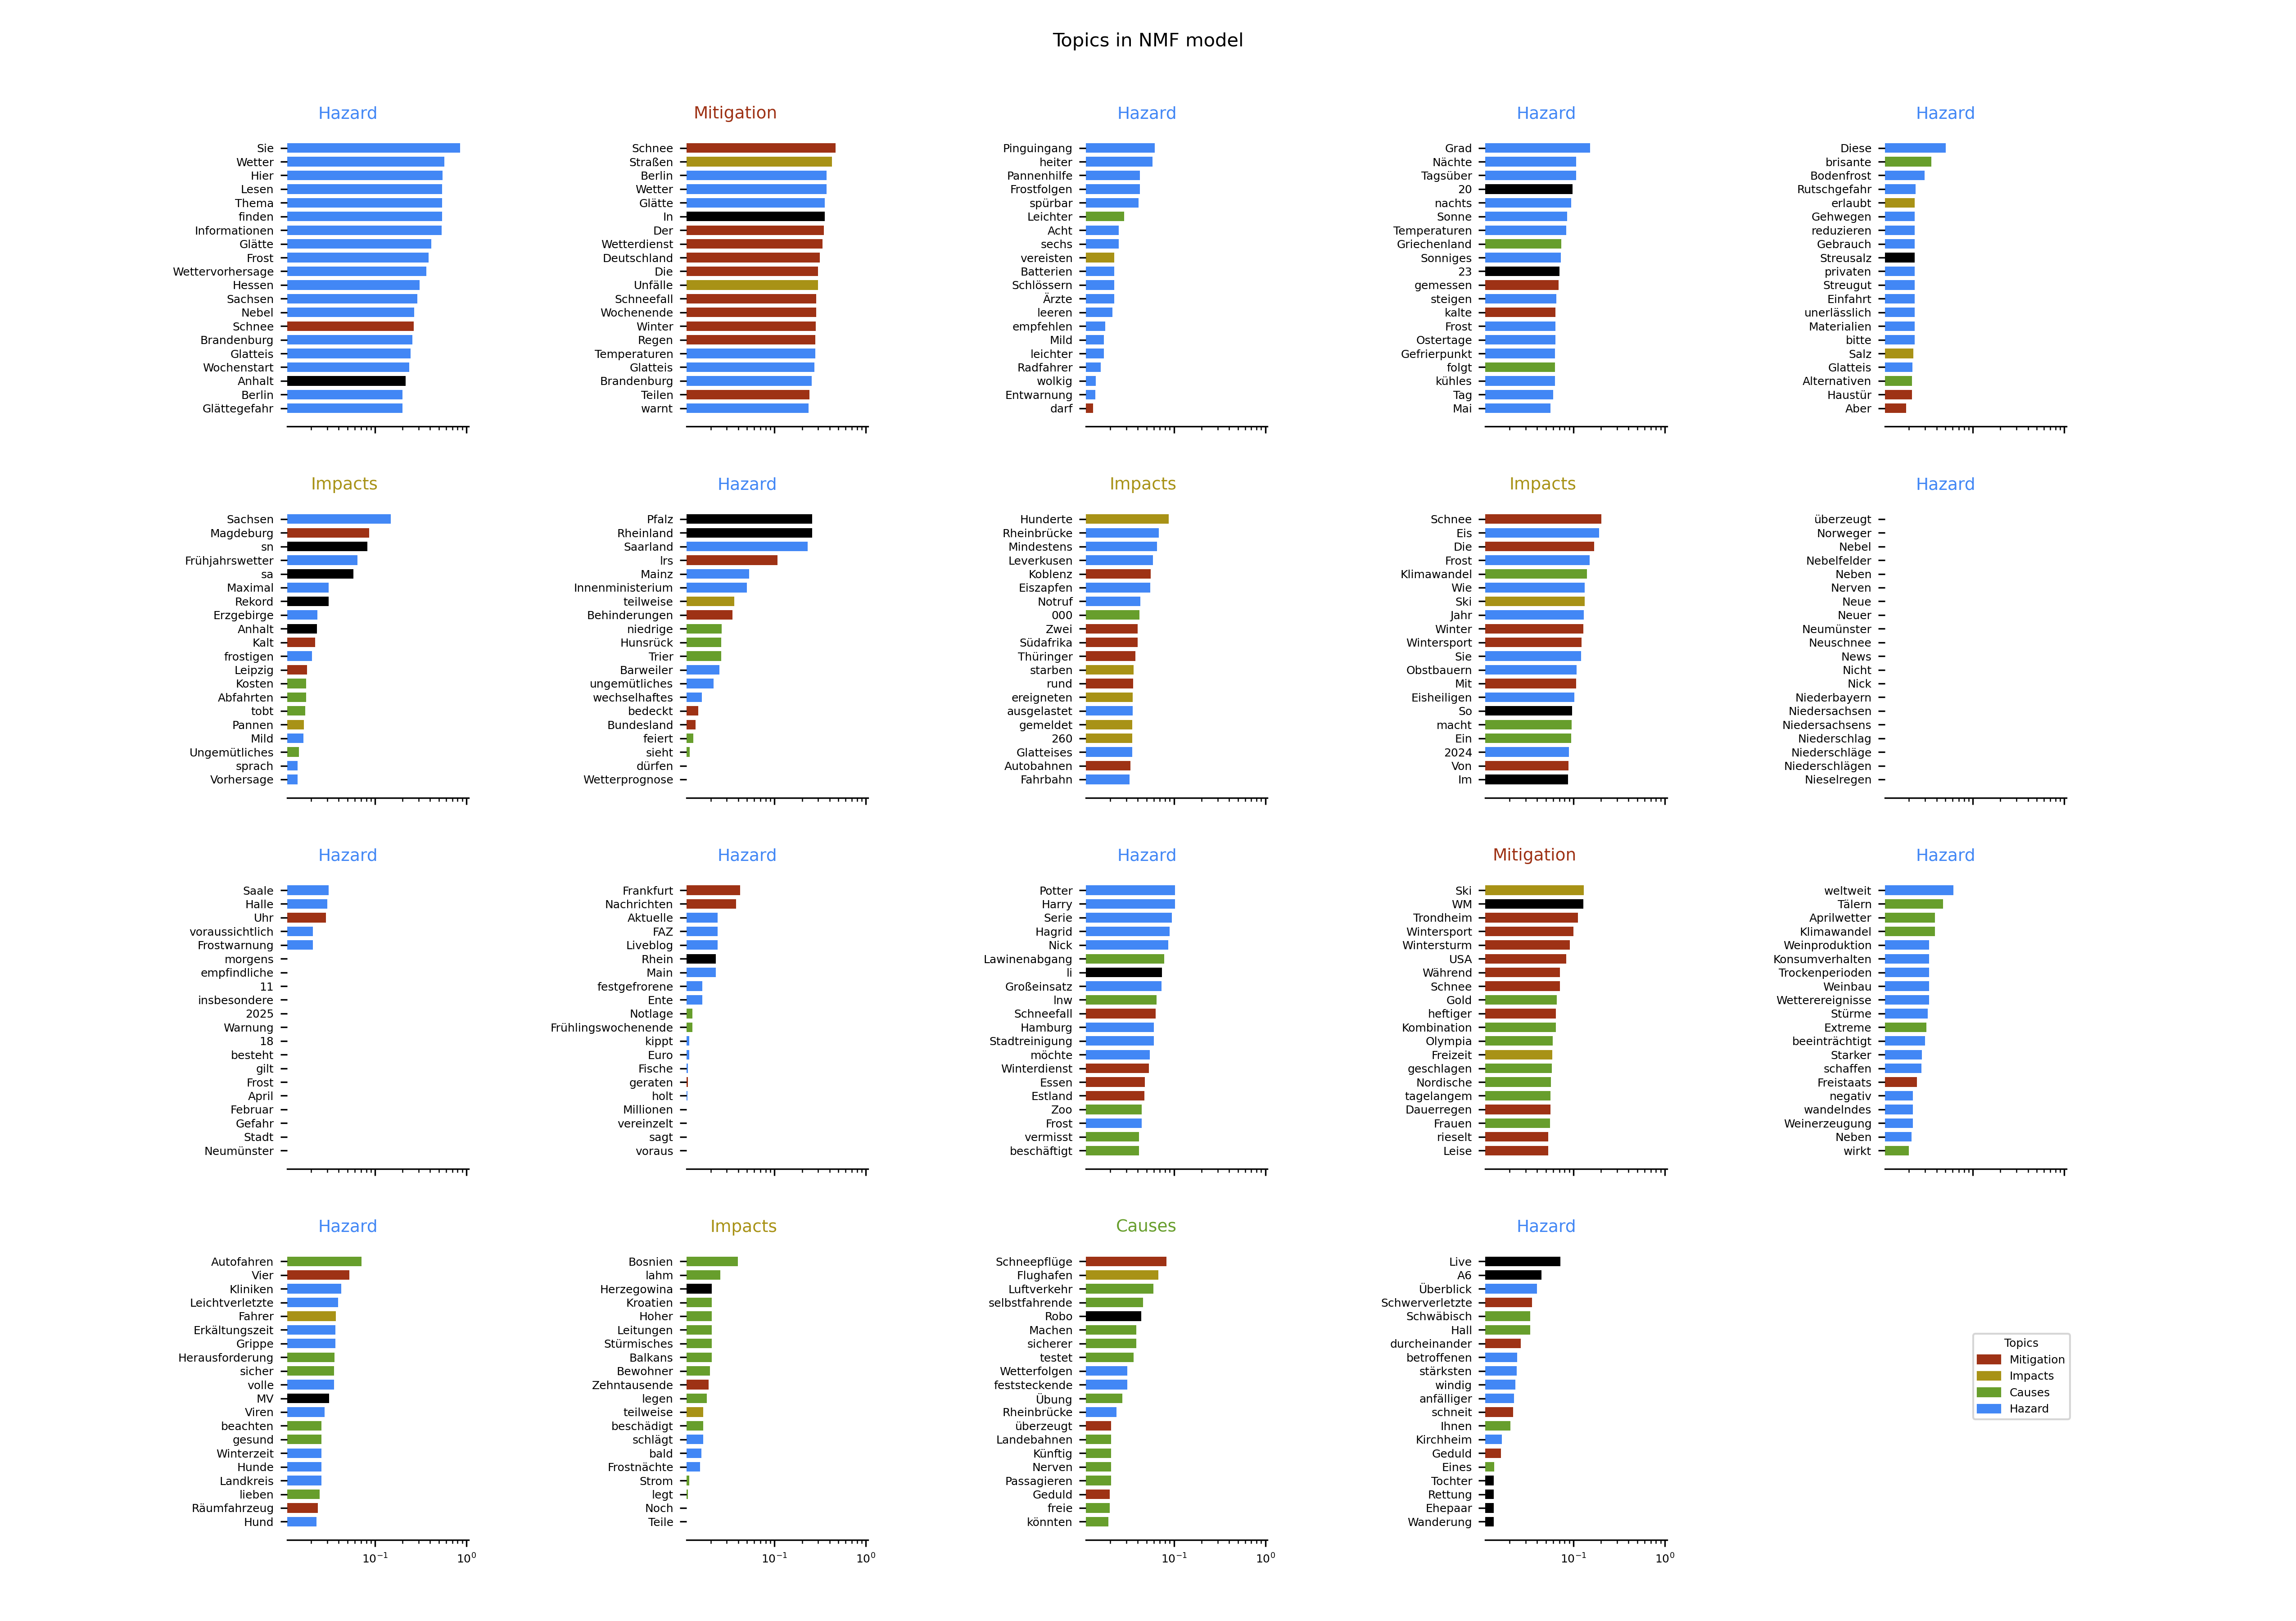 Topics in NMF model
Hazard
Sie
Wetter
Hier
Lesen
Thema
finden
Informationen
Glätte
Frost
Wettervorhersage
Hessen
Sachsen
Nebel
Schnee
Brandenburg
Glatteis
Wochenstart
Anhalt
Berlin
Glättegefahr
Mitigation
Schnee
Straßen
Berlin
Wetter
Glätte
In
Der
Wetterdienst
Deutschland
Die
Unfälle
Schneefall
Wochenende
Winter
Regen
Temperaturen
Glatteis
Brandenburg
Teilen
warnt
Hazard
Pinguingang
heiter
Pannenhilfe
Frostfolgen
spürbar
Leichter
Acht
sechs
vereisten
Batterien
Schlössern
Ärzte
leeren
empfehlen
Mild
leichter
Radfahrer
wolkig
Entwarnung
darf
Hazard
Grad
Nächte
Tagsüber
20
nachts
Sonne
Temperaturen
Griechenland
Sonniges
23
gemessen
steigen
kalte
Frost
Ostertage
Gefrierpunkt
folgt
kühles
Tag
Mai
Hazard
Diese
brisante
Bodenfrost
Rutschgefahr
erlaubt
Gehwegen
reduzieren
Gebrauch
Streusalz
privaten
Streugut
Einfahrt
unerlässlich
Materialien
bitte
Salz
Glatteis
Alternativen
Haustür
Aber
Impacts
Sachsen
Magdeburg
sn
Frühjahrswetter
sa
Maximal
Rekord
Erzgebirge
Anhalt
Kalt
frostigen
Leipzig
Kosten
Abfahrten
tobt
Pannen
Mild
Ungemütliches
sprach
Vorhersage
Hazard
Pfalz
Rheinland
Saarland
lrs
Mainz
Innenministerium
teilweise
Behinderungen
niedrige
Hunsrück
Trier
Barweiler
ungemütliches
wechselhaftes
bedeckt
Bundesland
feiert
sieht
dürfen
Wetterprognose
Impacts
Hunderte
Rheinbrücke
Mindestens
Leverkusen
Koblenz
Eiszapfen
Notruf
000
Zwei
Südafrika
Thüringer
starben
rund
ereigneten
ausgelastet
gemeldet
260
Glatteises
Autobahnen
Fahrbahn
Impacts
Schnee
Eis
Die
Frost
Klimawandel
Wie
Ski
Jahr
Winter
Wintersport
Sie
Obstbauern
Mit
Eisheiligen
So
macht
Ein
2024
Von
Im
Hazard
überzeugt
Norweger
Nebel
Nebelfelder
Neben
Nerven
Neue
Neuer
Neumünster
Neuschnee
News
Nicht
Nick
Niederbayern
Niedersachsen
Niedersachsens
Niederschlag
Niederschläge
Niederschlägen
Nieselregen
Hazard
Saale
Halle
Uhr
voraussichtlich
Frostwarnung
morgens
empfindliche
11
insbesondere
2025
Warnung
18
besteht
gilt
Frost
April
Februar
Gefahr
Stadt
Neumünster
Hazard
Frankfurt
Nachrichten
Aktuelle
FAZ
Liveblog
Rhein
Main
festgefrorene
Ente
Notlage
Frühlingswochenende
kippt
Euro
Fische
geraten
holt
Millionen
vereinzelt
sagt
voraus
Hazard
Potter
Harry
Serie
Hagrid
Nick
Lawinenabgang
li
Großeinsatz
lnw
Schneefall
Hamburg
Stadtreinigung
möchte
Winterdienst
Essen
Estland
Zoo
Frost
vermisst
beschäftigt
Mitigation
Ski
WM
Trondheim
Wintersport
Wintersturm
USA
Während
Schnee
Gold
heftiger
Kombination
Olympia
Freizeit
geschlagen
Nordische
tagelangem
Dauerregen
Frauen
rieselt
Leise
Hazard
weltweit
Tälern
Aprilwetter
Klimawandel
Weinproduktion
Konsumverhalten
Trockenperioden
Weinbau
Wetterereignisse
Stürme
Extreme
beeinträchtigt
Starker
schaffen
Freistaats
negativ
wandelndes
Weinerzeugung
Neben
wirkt
Hazard
Autofahren
Vier
Kliniken
Leichtverletzte
Fahrer
Erkältungszeit
Grippe
Herausforderung
sicher
volle
MV
Viren
beachten
gesund
Winterzeit
Hunde
Landkreis
lieben
Räumfahrzeug
Hund
10⁻¹ 10⁰
Impacts
Bosnien
lahm
Herzegowina
Kroatien
Hoher
Leitungen
Stürmisches
Balkans
Bewohner
Zehntausende
legen
teilweise
beschädigt
schlägt
bald
Frostnächte
Strom
legt
Noch
Teile
10⁻¹ 10⁰
Causes
Schneepflüge
Flughafen
Luftverkehr
selbstfahrende
Robo
Machen
sicherer
testet
Wetterfolgen
feststeckende
Übung
Rheinbrücke
überzeugt
Landebahnen
Künftig
Nerven
Passagieren
Geduld
freie
könnten
10⁻¹ 10⁰
Hazard
Live
A6
Überblick
Schwerverletzte
Schwäbisch
Hall
durcheinander
betroffenen
stärksten
windig
anfälliger
schneit
Ihnen
Kirchheim
Geduld
Eines
Tochter
Rettung
Ehepaar
Wanderung
10⁻¹ 10⁰
Topics
Mitigation
Impacts
Causes
Hazard